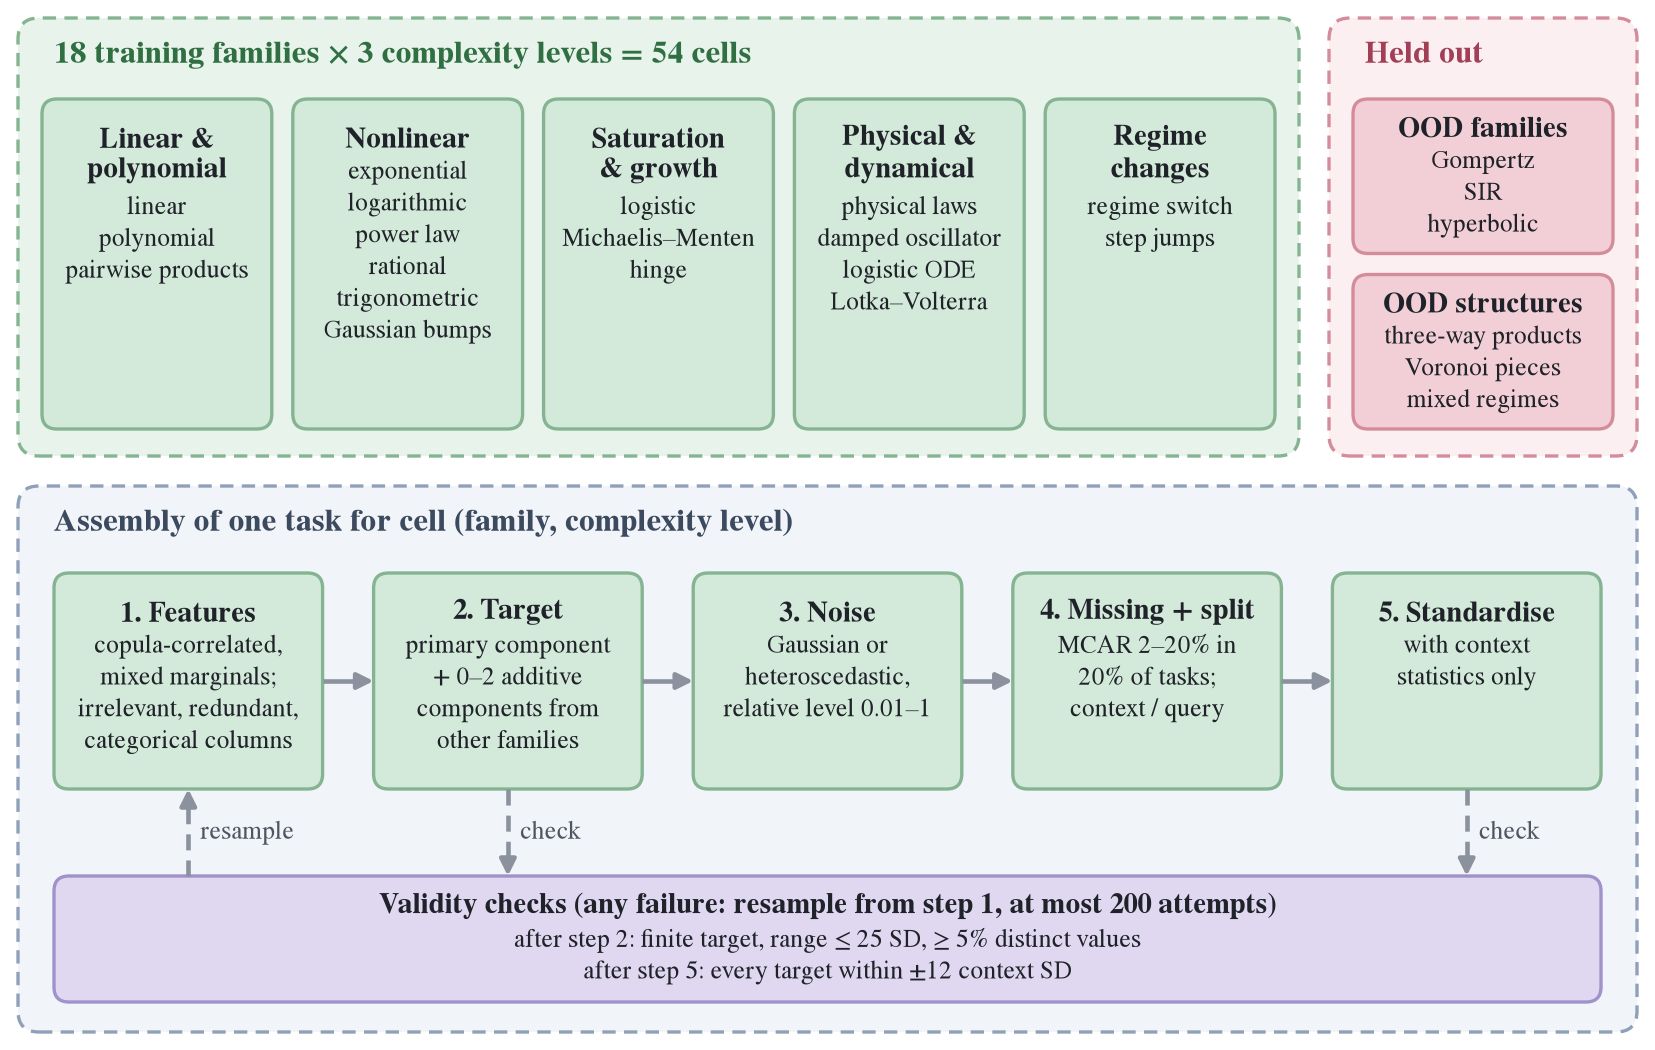 18 training families × 3 complexity levels = 54 cells
Linear &
polynomial
linear
polynomial
pairwise products
Nonlinear
exponential
logarithmic
power law
rational
trigonometric
Gaussian bumps
Saturation
& growth
logistic
Michaelis–Menten
hinge
Physical &
dynamical
physical laws
damped oscillator
logistic ODE
Lotka–Volterra
Regime
changes
regime switch
step jumps
Held out
OOD families
Gompertz
SIR
hyperbolic
OOD structures
three-way products
Voronoi pieces
mixed regimes
Assembly of one task for cell (family, complexity level)
1. Features
copula-correlated,
mixed marginals;
irrelevant, redundant,
categorical columns
2. Target
primary component
+ 0–2 additive
components from
other families
3. Noise
Gaussian or
heteroscedastic,
relative level 0.01–1
4. Missing + split
MCAR 2–20% in
20% of tasks;
context / query
5. Standardise
with context
statistics only
resample
check
check
Validity checks (any failure: resample from step 1, at most 200 attempts)
after step 2: finite target, range ≤ 25 SD, ≥ 5% distinct values
after step 5: every target within ±12 context SD